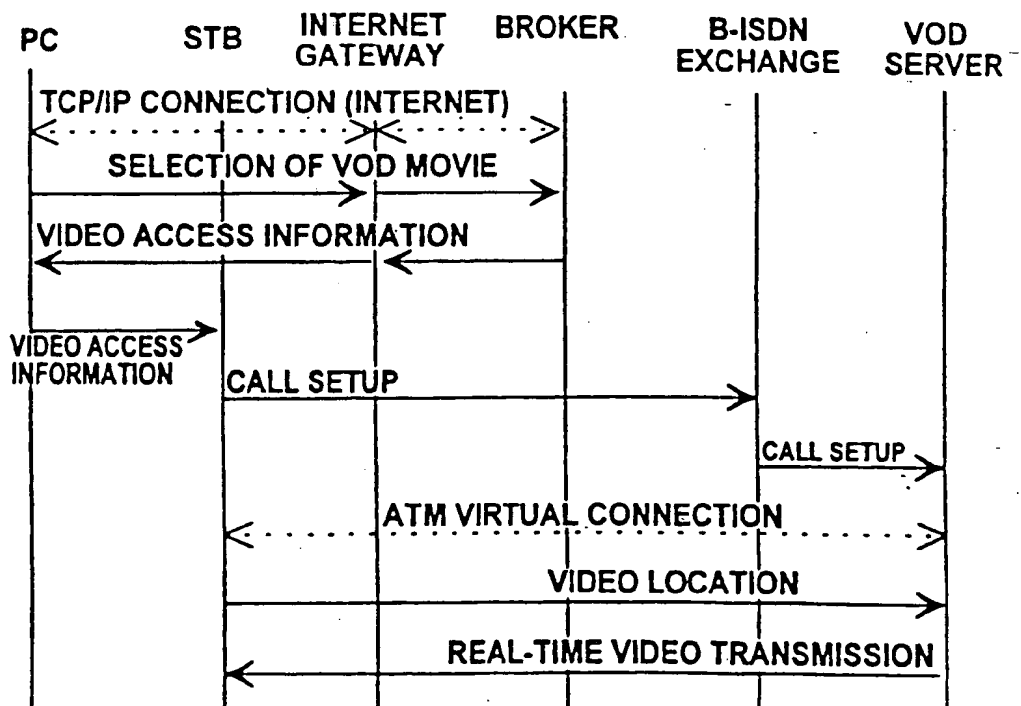 PC
STB
INTERNET
GATEWAY
BROKER
B-ISDN
EXCHANGE
VOD
SERVER
TCP/IP CONNECTION (INTERNET)
SELECTION OF VOD MOVIE
VIDEO ACCESS INFORMATION
VIDEO ACCESS
INFORMATION
CALL SETUP
CALL SETUP
ATM VIRTUAL CONNECTION
VIDEO LOCATION
REAL-TIME VIDEO TRANSMISSION